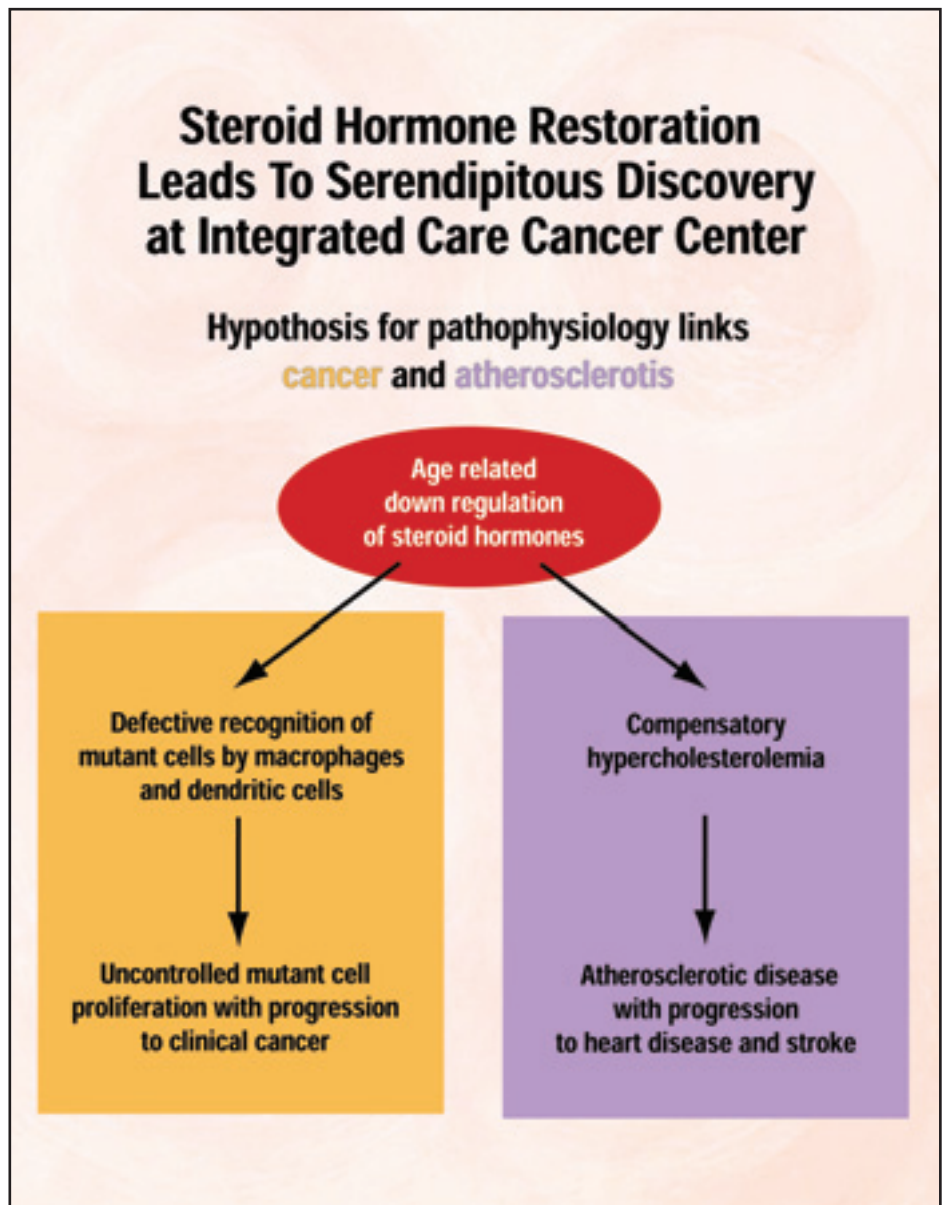 Steroid Hormone Restoration
Leads To Serendipitous Discovery
at Integrated Care Cancer Center
Hypothosis for pathophysiology links
cancer and atherosclerotis
Age related
down regulation
of steroid hormones
Defective recognition of
mutant cells by macrophages
and dendritic cells
Uncontrolled mutant cell
proliferation with progression
to clinical cancer
Compensatory
hypercholesterolemia
Atherosclerotic disease
with progression
to heart disease and stroke